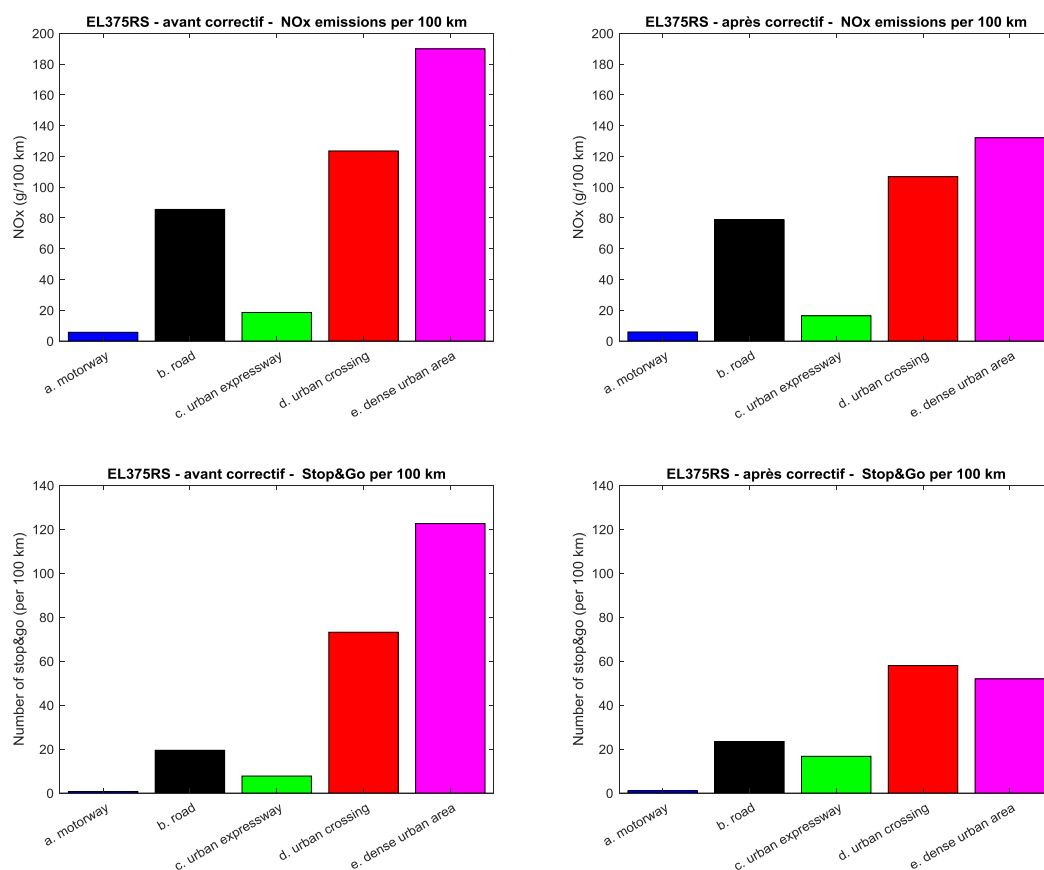 EL375RS - avant correctif -  NOx emissions per 100 km
NOx (g/100 km)
200
180
160
140
120
100
80
60
40
20
0
a. motorway
b. road
c. urban expressway
d. urban crossing
e. dense urban area
EL375RS - après correctif -  NOx emissions per 100 km
NOx (g/100 km)
200
180
160
140
120
100
80
60
40
20
0
a. motorway
b. road
c. urban expressway
d. urban crossing
e. dense urban area
EL375RS - avant correctif -  Stop&Go per 100 km
Number of stop&go (per 100 km)
140
120
100
80
60
40
20
0
a. motorway
b. road
c. urban expressway
d. urban crossing
e. dense urban area
EL375RS - après correctif -  Stop&Go per 100 km
Number of stop&go (per 100 km)
140
120
100
80
60
40
20
0
a. motorway
b. road
c. urban expressway
d. urban crossing
e. dense urban area